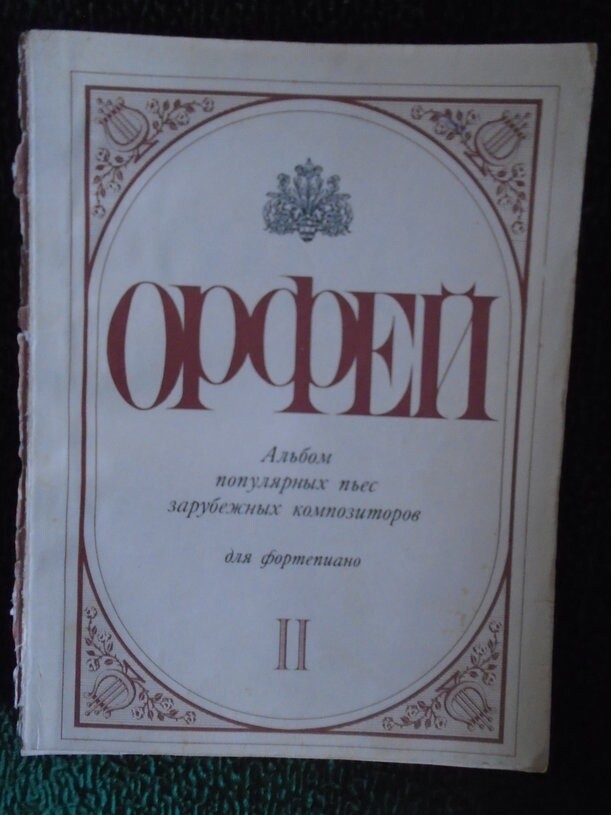 ОРФЕЙ
Альбом
популярных пьес
зарубежных композиторов
для фортепиано
II